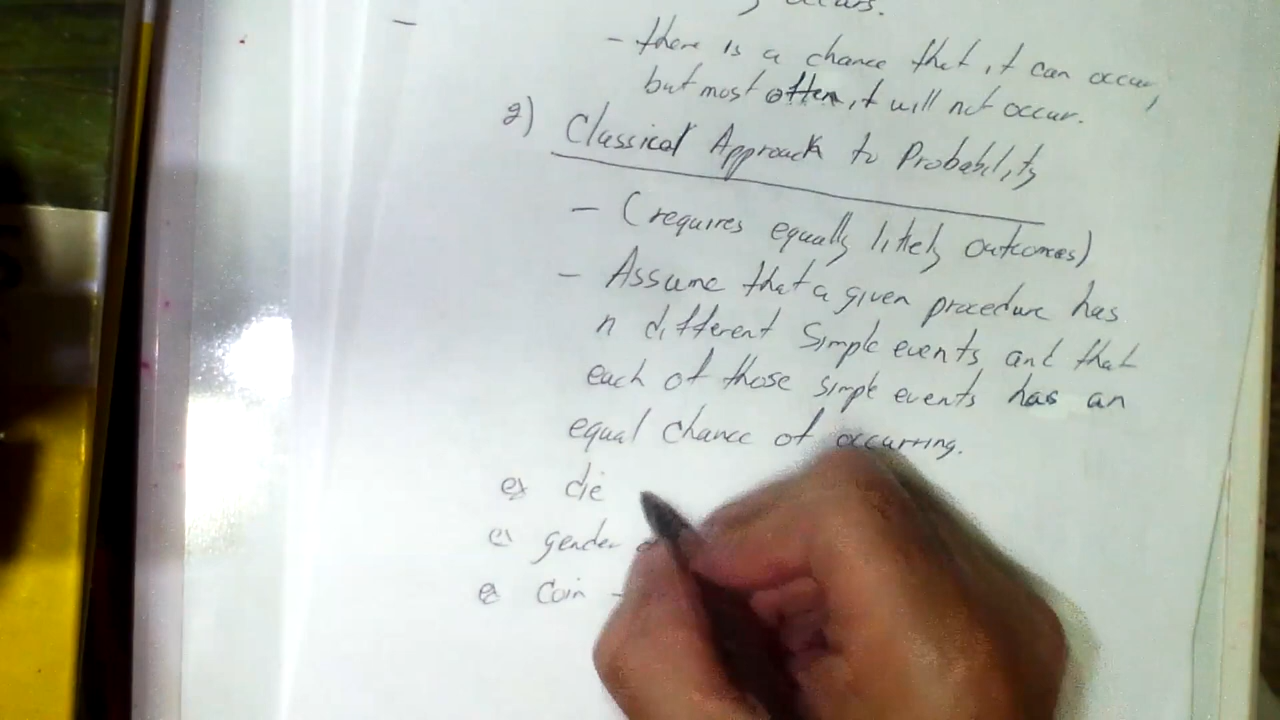 occurs.
- there is a chance that it can occur,
but most often, it will not occur.
2) Classical Approach to Probability
- (requires equally likely outcomes)
- Assume that a given procedure has
n different simple events and that
each of those simple events has an
equal chance of occurring.
ex die
ex gender
ex coin -